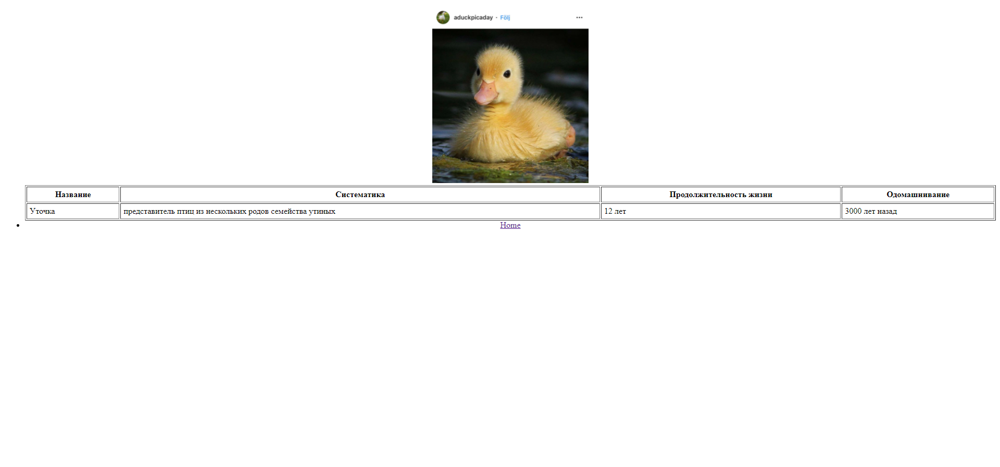 aduckpicaday · Följ ···
Название Систематика Продолжительность жизни Одомашнивание
Уточка представитель птиц из нескольких родов семейства утиных 12 лет 3000 лет назад
Home